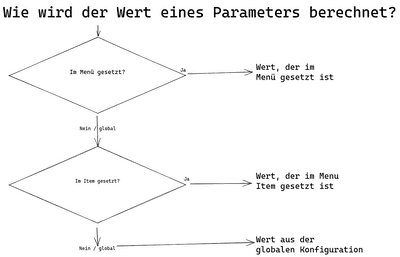 Wie wird der Wert eines Parameters berechnet?
Im Menü gesetzt?
Ja
Wert, der im
Menü gesetzt ist
Nein / global
Im Item gesetzt?
Ja
Wert, der im Menu
Item gesetzt ist
Nein / global
Wert aus der
globalen Konfiguration